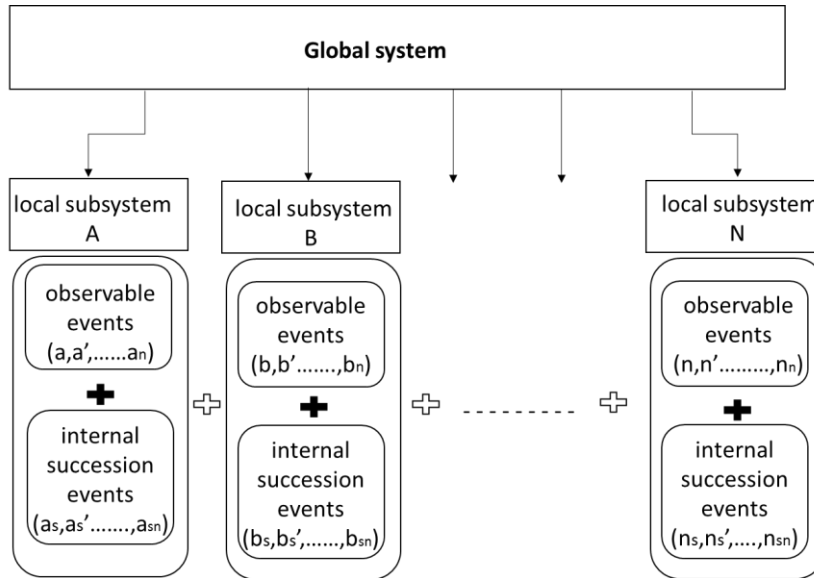 Global system
local subsystem
A
local subsystem
B
local subsystem
N
observable
events
(a,a’,……aₙ)
observable
events
(b,b’…….,bₙ)
observable
events
(n,n’………,nₙ)
internal
succession
events
(aₛ,aₛ’…….,aₛₙ)
internal
succession
events
(bₛ,bₛ’,……,bₛₙ)
internal
succession
events
(nₛ,nₛ’,….,nₛₙ)